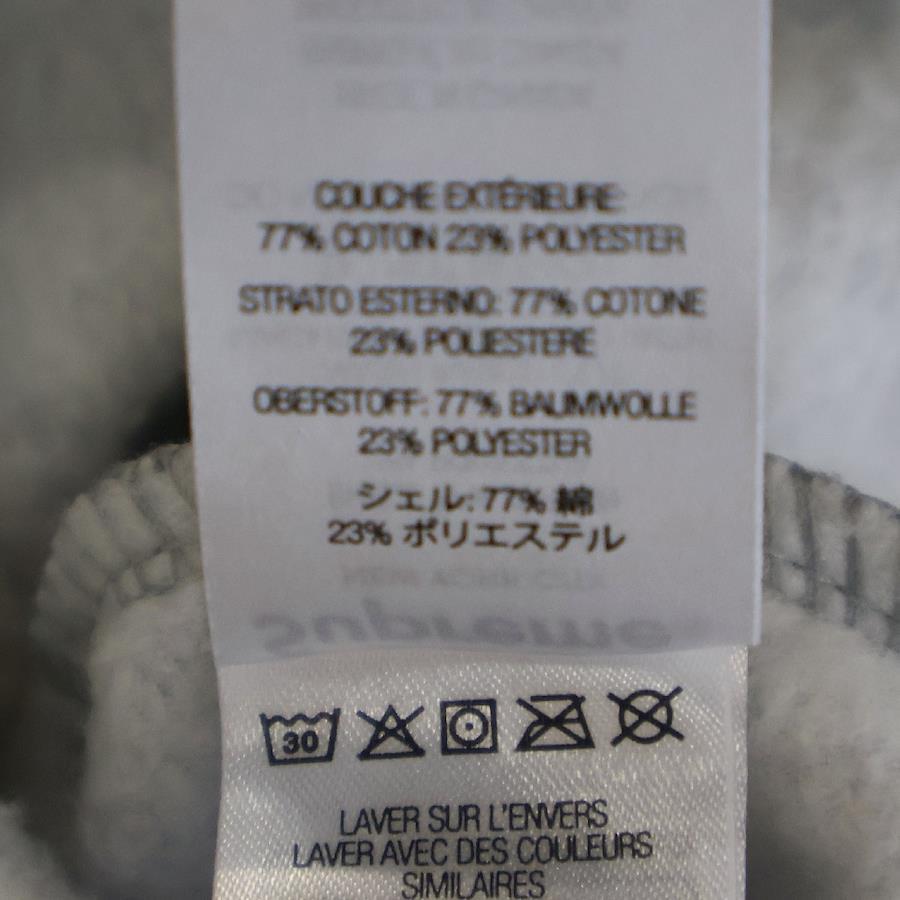 COUCHE EXTÉRIEURE:
77% COTON 23% POLYESTER
STRATO ESTERNO: 77% COTONE
23% POLIESTERE
OBERSTOFF: 77% BAUMWOLLE
23% POLYESTER
シェル: 77% 綿
23% ポリエステル
Supreme
30
LAVER SUR L'ENVERS
LAVER AVEC DES COULEURS
SIMILAIRES